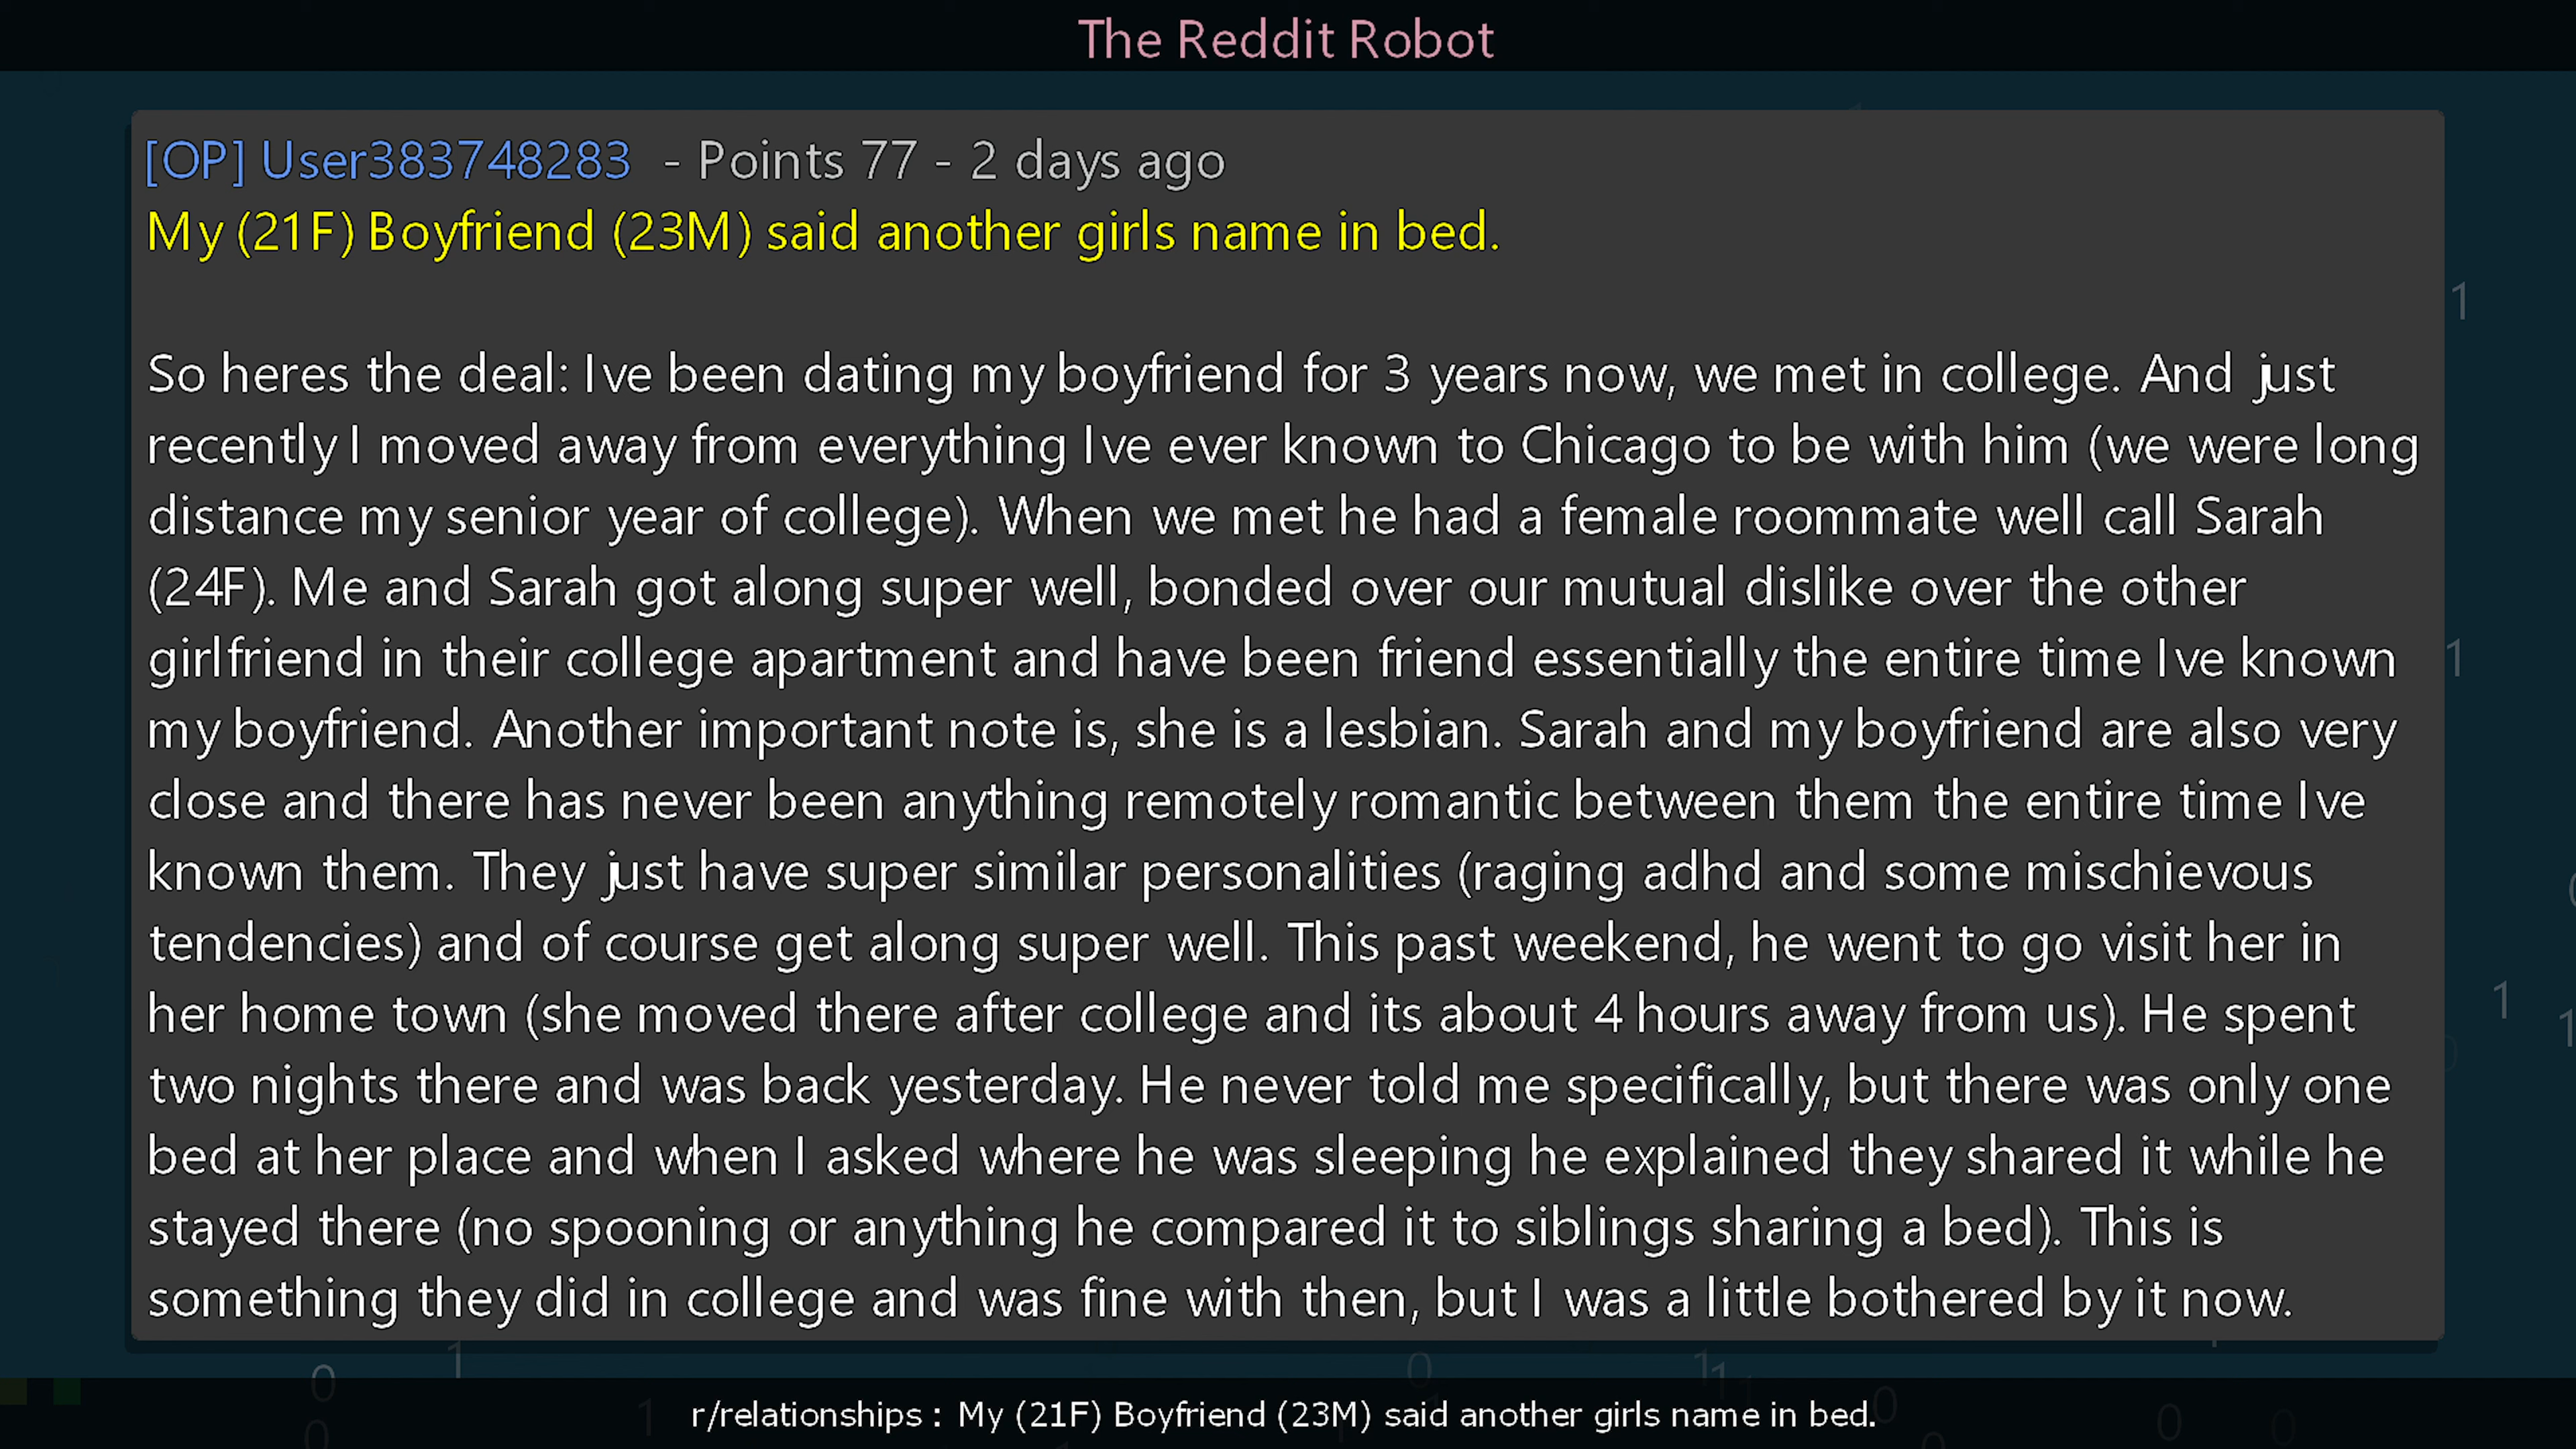 The Reddit Robot
[OP] User383748283 - Points 77 - 2 days ago
My (21F) Boyfriend (23M) said another girls name in bed.
So heres the deal: Ive been dating my boyfriend for 3 years now, we met in college. And just
recently I moved away from everything Ive ever known to Chicago to be with him (we were long
distance my senior year of college). When we met he had a female roommate well call Sarah
(24F). Me and Sarah got along super well, bonded over our mutual dislike over the other
girlfriend in their college apartment and have been friend essentially the entire time Ive known
my boyfriend. Another important note is, she is a lesbian. Sarah and my boyfriend are also very
close and there has never been anything remotely romantic between them the entire time Ive
known them. They just have super similar personalities (raging adhd and some mischievous
tendencies) and of course get along super well. This past weekend, he went to go visit her in
her home town (she moved there after college and its about 4 hours away from us). He spent
two nights there and was back yesterday. He never told me specifically, but there was only one
bed at her place and when I asked where he was sleeping he explained they shared it while he
stayed there (no spooning or anything he compared it to siblings sharing a bed). This is
something they did in college and was fine with then, but I was a little bothered by it now.
r/relationships : My (21F) Boyfriend (23M) said another girls name in bed.